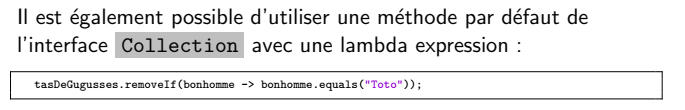 Il est également possible d'utiliser une méthode par défaut de
l'interface Collection avec une lambda expression :
tasDeGugusses.removeIf(bonhomme -> bonhomme.equals("Toto"));